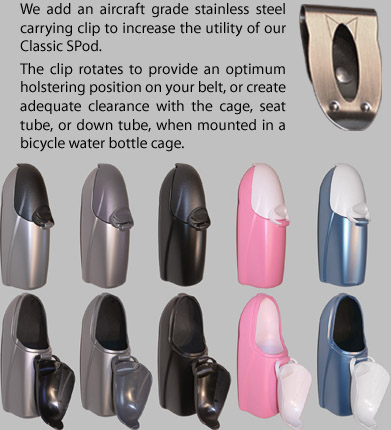 We add an aircraft grade stainless steel
carrying clip to increase the utility of our
Classic SPod.
The clip rotates to provide an optimum
holstering position on your belt, or create
adequate clearance with the cage, seat
tube, or down tube, when mounted in a
bicycle water bottle cage.